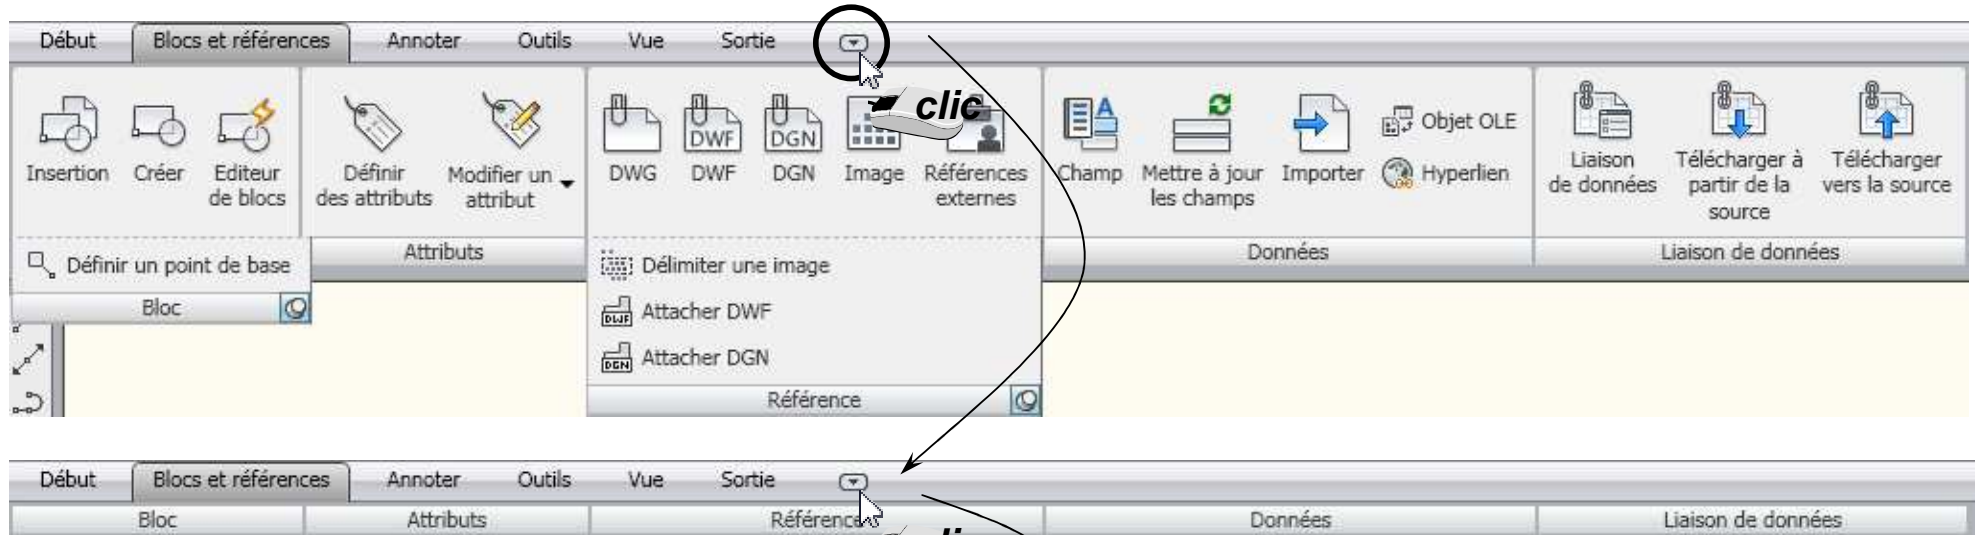 Début Blocs et références Annoter Outils Vue Sortie
clic
Insertion Créer Editeur de blocs
Définir un point de base
Bloc
Définir des attributs Modifier un attribut
Attributs
DWG DWF DGN Image Références externes
DWF DGN
Délimiter une image
DWF Attacher DWF
DGN Attacher DGN
Référence
A
Champ Mettre à jour les champs Importer
Objet OLE
Hyperlien
Données
Liaison de données Télécharger à partir de la source Télécharger vers la source
Liaison de données
Début Blocs et références Annoter Outils Vue Sortie
Bloc Attributs Référence Données Liaison de données